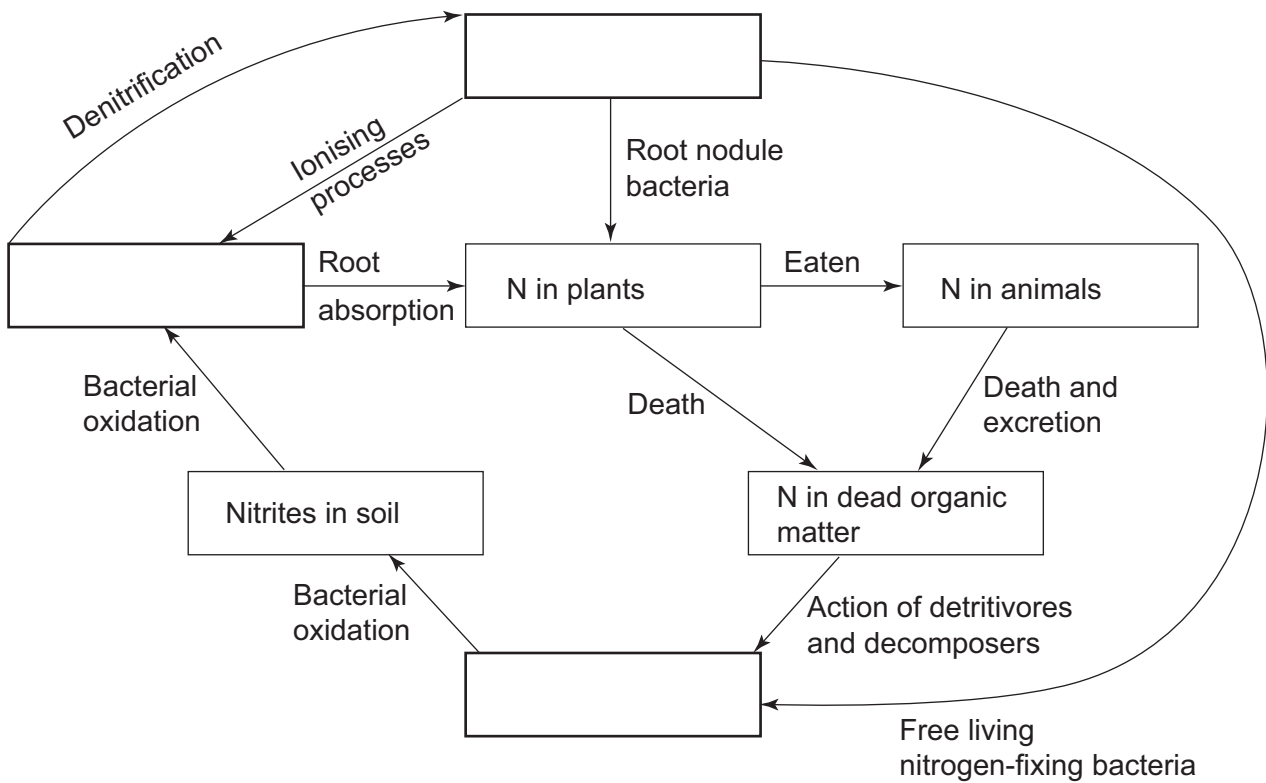 Denitrification
Ionising
processes
Root nodule
bacteria
Root
absorption
N in plants
Eaten
N in animals
Bacterial
oxidation
Death
Death and
excretion
Nitrites in soil
N in dead organic
matter
Bacterial
oxidation
Action of detritivores
and decomposers
Free living
nitrogen-fixing bacteria